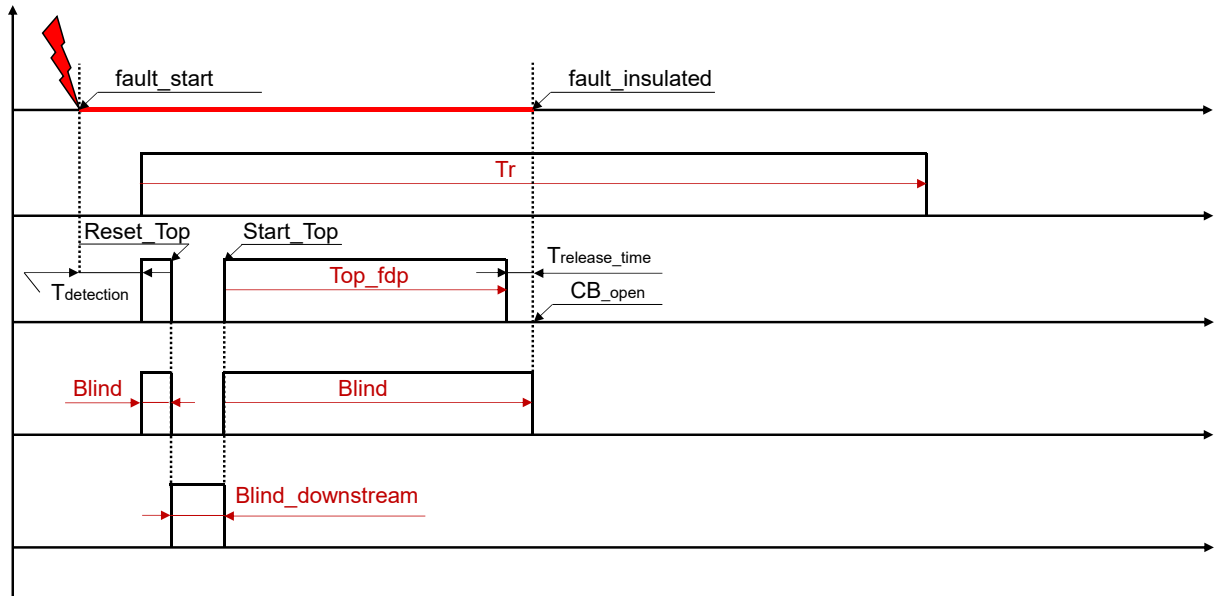 fault_start
fault_insulated
Tr
Reset_Top
Start_Top
Trelease_time
Top_fdp
Tdetection
CB_open
Blind
Blind
Blind_downstream